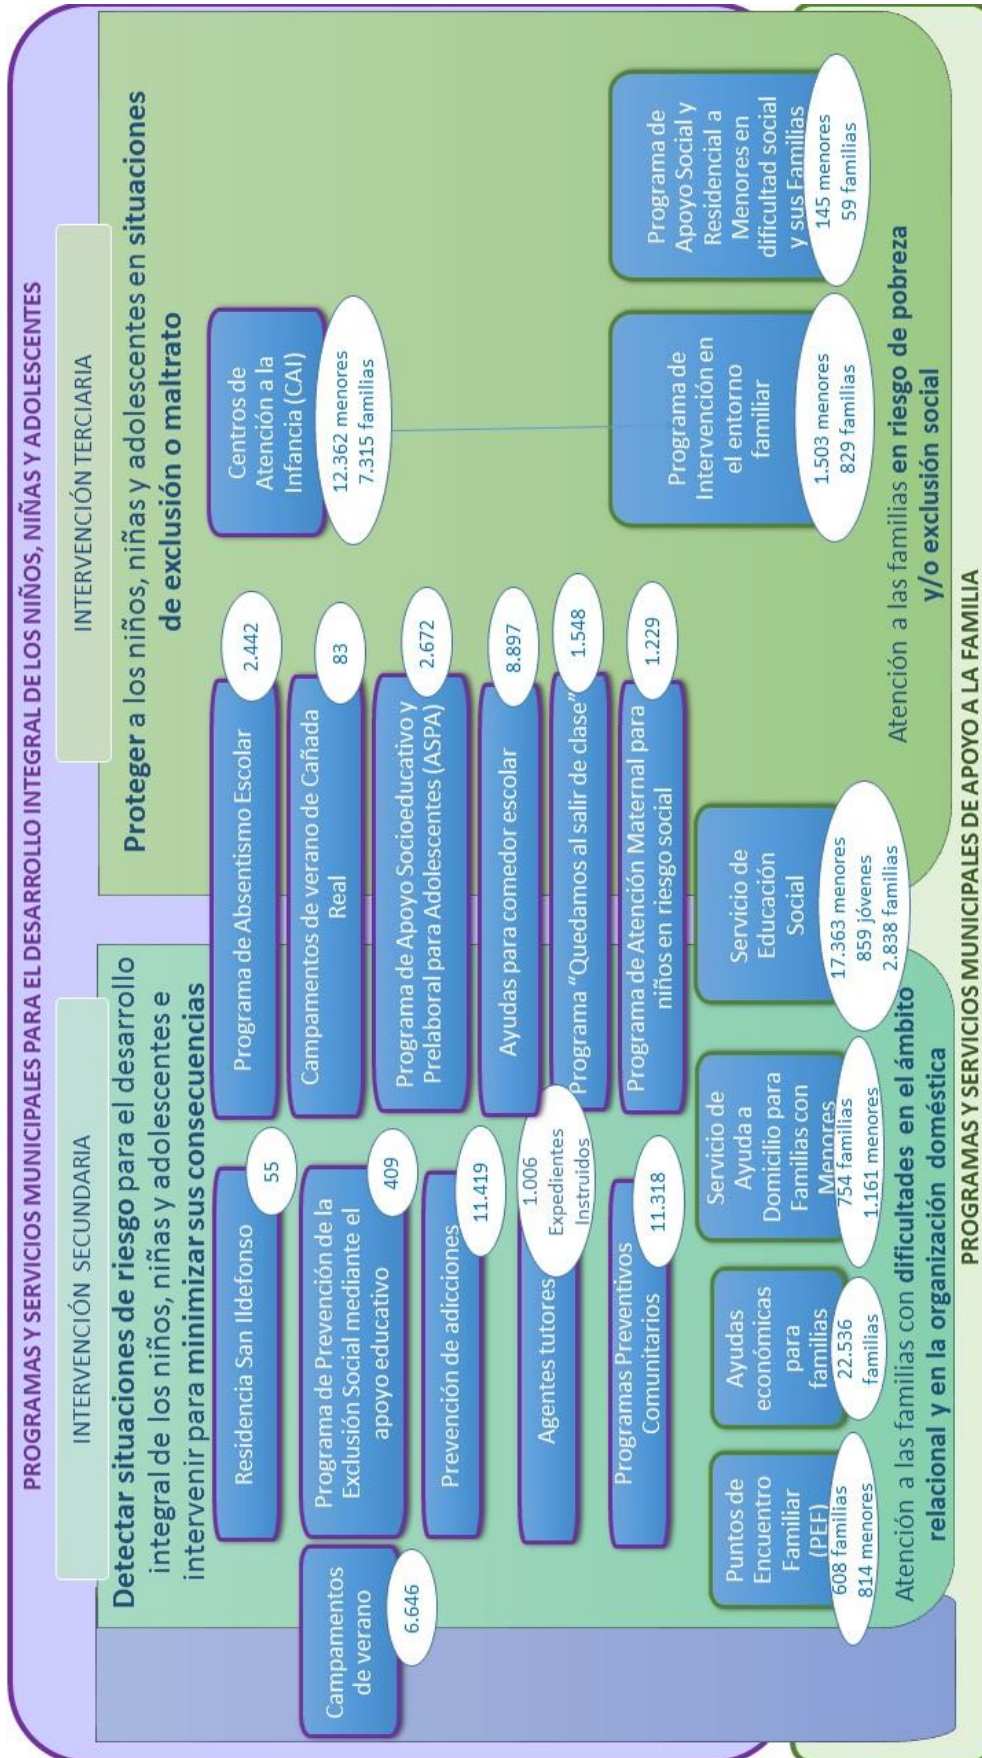 PROGRAMAS Y SERVICIOS MUNICIPALES PARA EL DESARROLLO INTEGRAL DE LOS NIÑOS, NIÑAS Y ADOLESCENTES
INTERVENCIÓN SECUNDARIA
Detectar situaciones de riesgo para el desarrollo
integral de los niños, niñas y adolescentes e
intervenir para minimizar sus consecuencias
Campamentos
de verano
6.646
Residencia San Ildefonso
55
Programa de Prevención de la
Exclusión Social mediante el
apoyo educativo
409
Prevención de adicciones
11.419
Agentes tutores
1.006
Expedientes
Instruidos
Programas Preventivos
Comunitarios
11.318
INTERVENCIÓN TERCIARIA
Proteger a los niños, niñas y adolescentes en situaciones
de exclusión o maltrato
Programa de Absentismo Escolar
2.442
Campamentos de verano de Cañada
Real
83
Programa de Apoyo Socioeducativo y
Prelaboral para Adolescentes (ASPA)
2.672
Ayudas para comedor escolar
8.897
Programa “Quedamos al salir de clase”
1.548
Programa de Atención Maternal para
niños en riesgo social
1.229
Centros de
Atención a la
Infancia (CAI)
12.362 menores
7.315 familias
Puntos de
Encuentro
Familiar
(PEF)
608 familias
814 menores
Ayudas
económicas
para
familias
22.536
familias
Servicio de
Ayuda a
Domicilio para
Familias con
Menores
754 familias
1.161 menores
Servicio de
Educación
Social
17.363 menores
859 jóvenes
2.838 familias
Programa de
Intervención en
el entorno
familiar
1.503 menores
829 familias
Programa de
Apoyo Social y
Residencial a
Menores en
dificultad social
y sus Familias
145 menores
59 familias
Atención a las familias con dificultades en el ámbito
relacional y en la organización doméstica
Atención a las familias en riesgo de pobreza
y/o exclusión social
PROGRAMAS Y SERVICIOS MUNICIPALES DE APOYO A LA FAMILIA